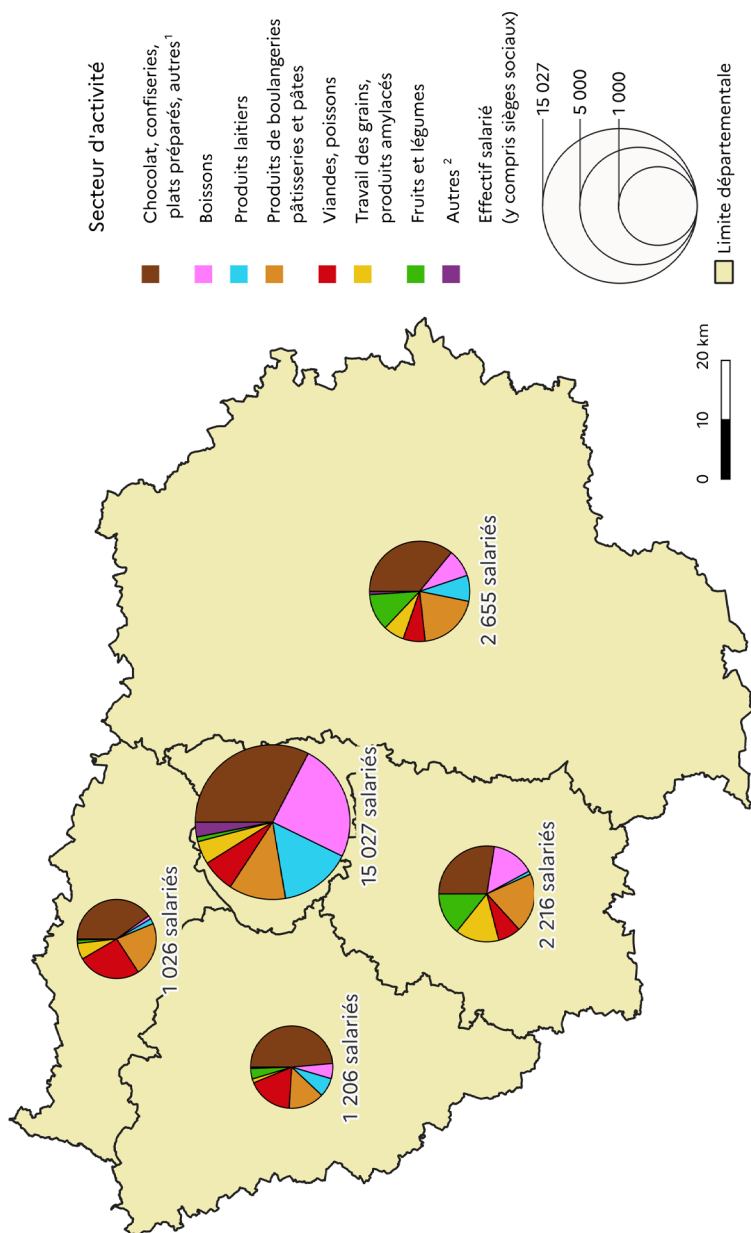 Secteur d'activité
Chocolat, confiseries,
plats préparés, autres¹
Boissons
Produits laitiers
Produits de boulangeries
pâtisseries et pâtes
Viandes, poissons
Travail des grains,
produits amylacés
Fruits et légumes
Autres ²
Effectif salarié
(y compris sièges sociaux)
15 027
5 000
1 000
Limite départementale
1 026 salariés
15 027 salariés
1 206 salariés
2 216 salariés
2 655 salariés
0 10 20 km